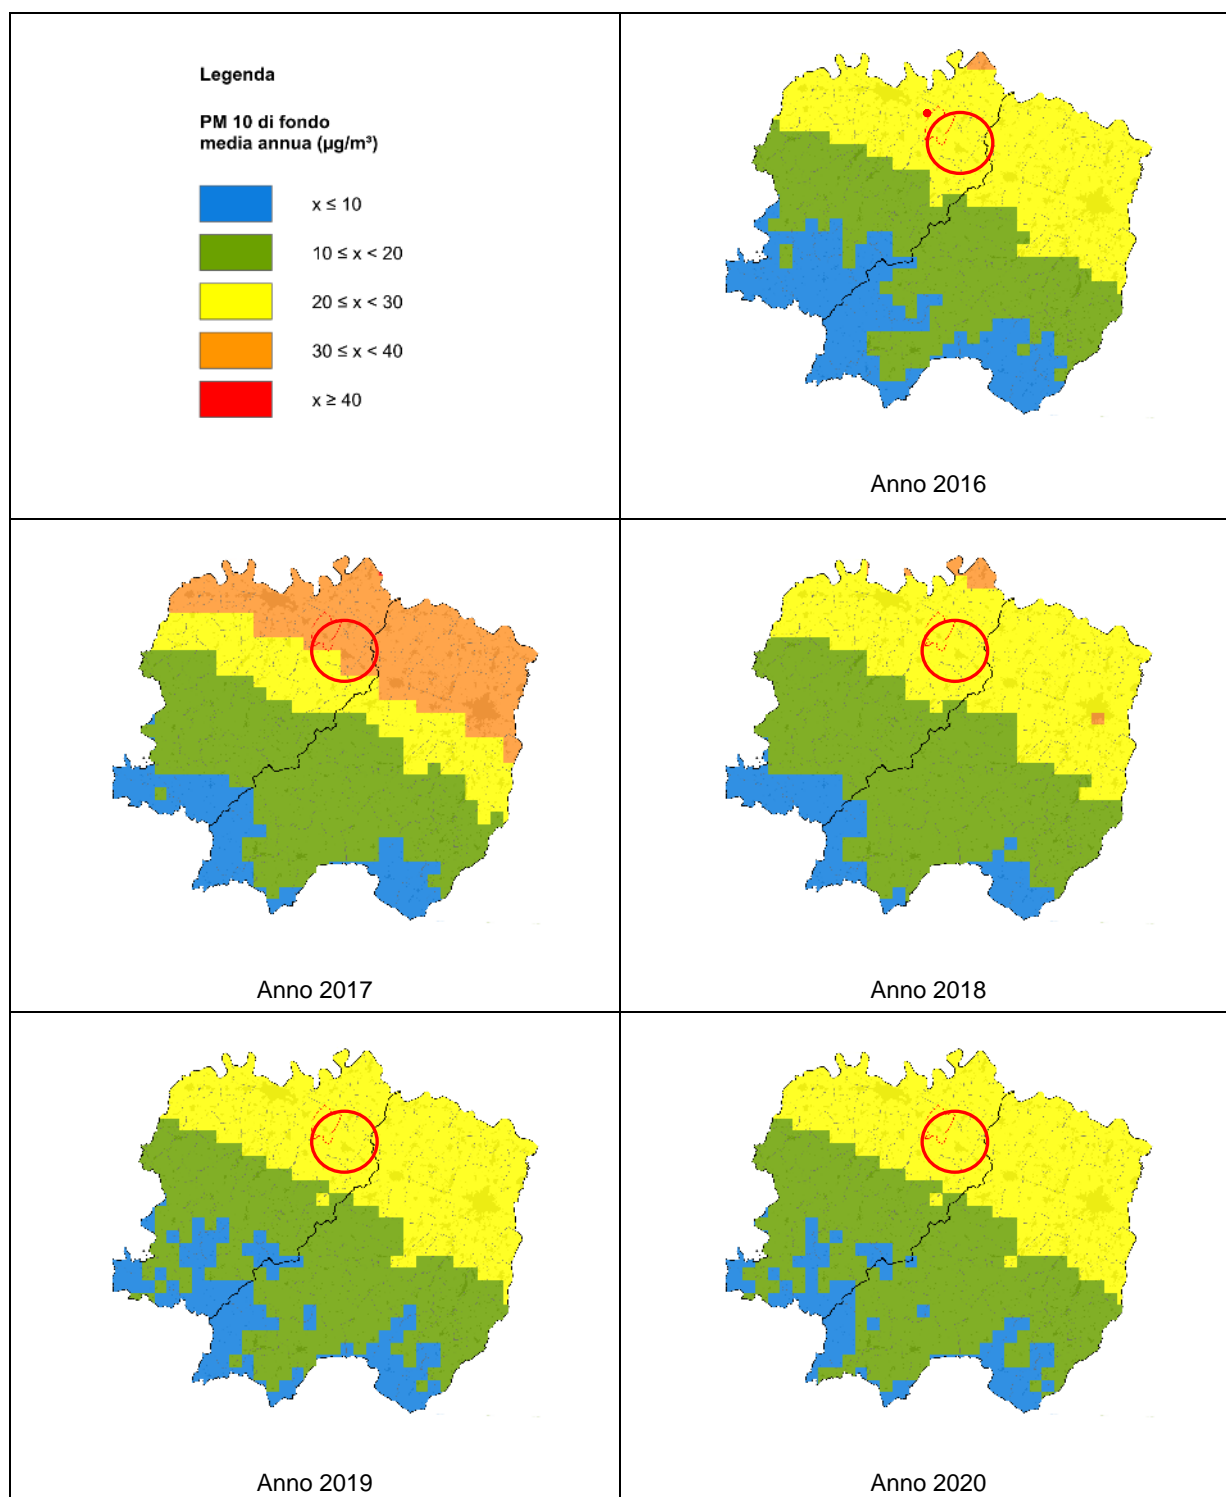 Legenda
PM 10 di fondo
media annua (µg/m³)
x ≤ 10
10 ≤ x < 20
20 ≤ x < 30
30 ≤ x < 40
x ≥ 40
Anno 2016
Anno 2017
Anno 2018
Anno 2019
Anno 2020